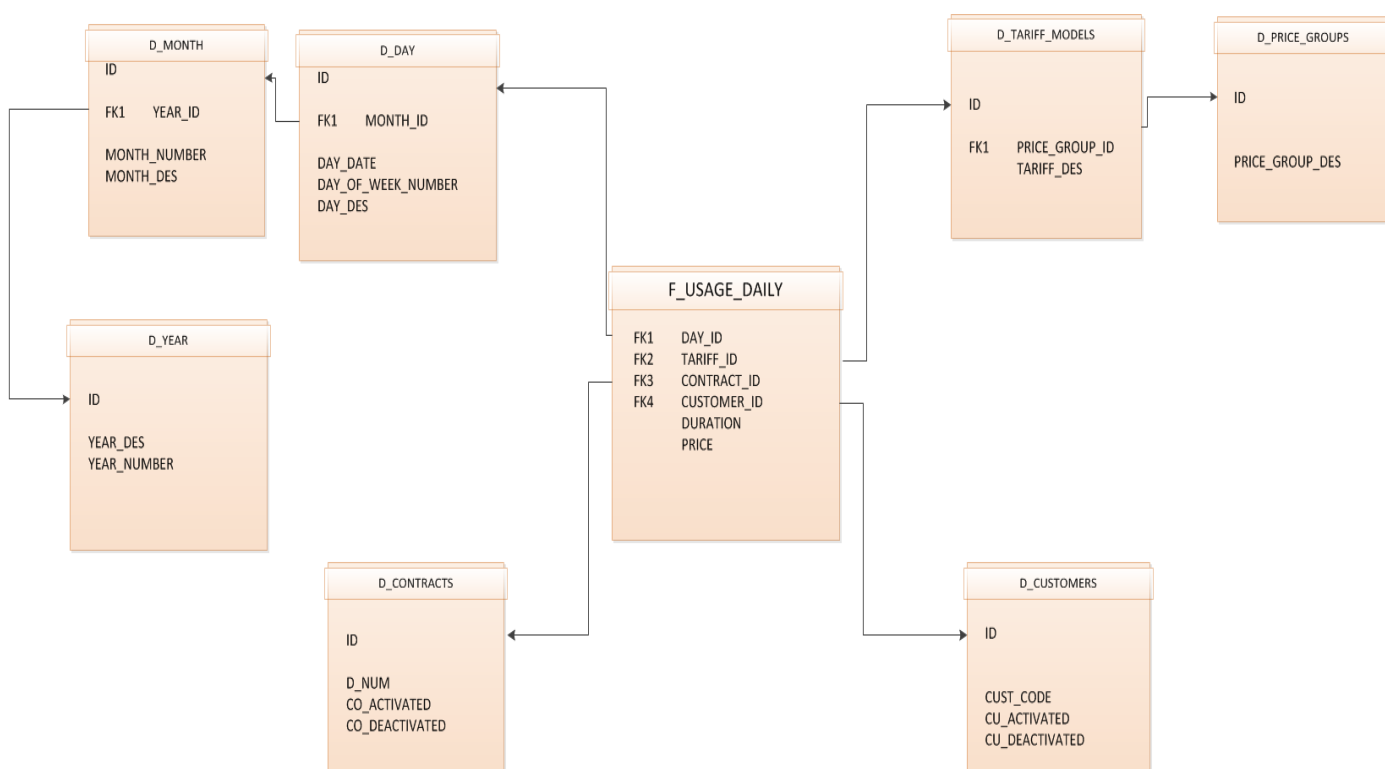 D_MONTH
ID
FK1 YEAR_ID
MONTH_NUMBER
MONTH_DES
D_DAY
ID
FK1 MONTH_ID
DAY_DATE
DAY_OF_WEEK_NUMBER
DAY_DES
D_TARIFF_MODELS
ID
FK1 PRICE_GROUP_ID
TARIFF_DES
D_PRICE_GROUPS
ID
PRICE_GROUP_DES
D_YEAR
ID
YEAR_DES
YEAR_NUMBER
F_USAGE_DAILY
FK1 DAY_ID
FK2 TARIFF_ID
FK3 CONTRACT_ID
FK4 CUSTOMER_ID
DURATION
PRICE
D_CONTRACTS
ID
D_NUM
CO_ACTIVATED
CO_DEACTIVATED
D_CUSTOMERS
ID
CUST_CODE
CU_ACTIVATED
CU_DEACTIVATED